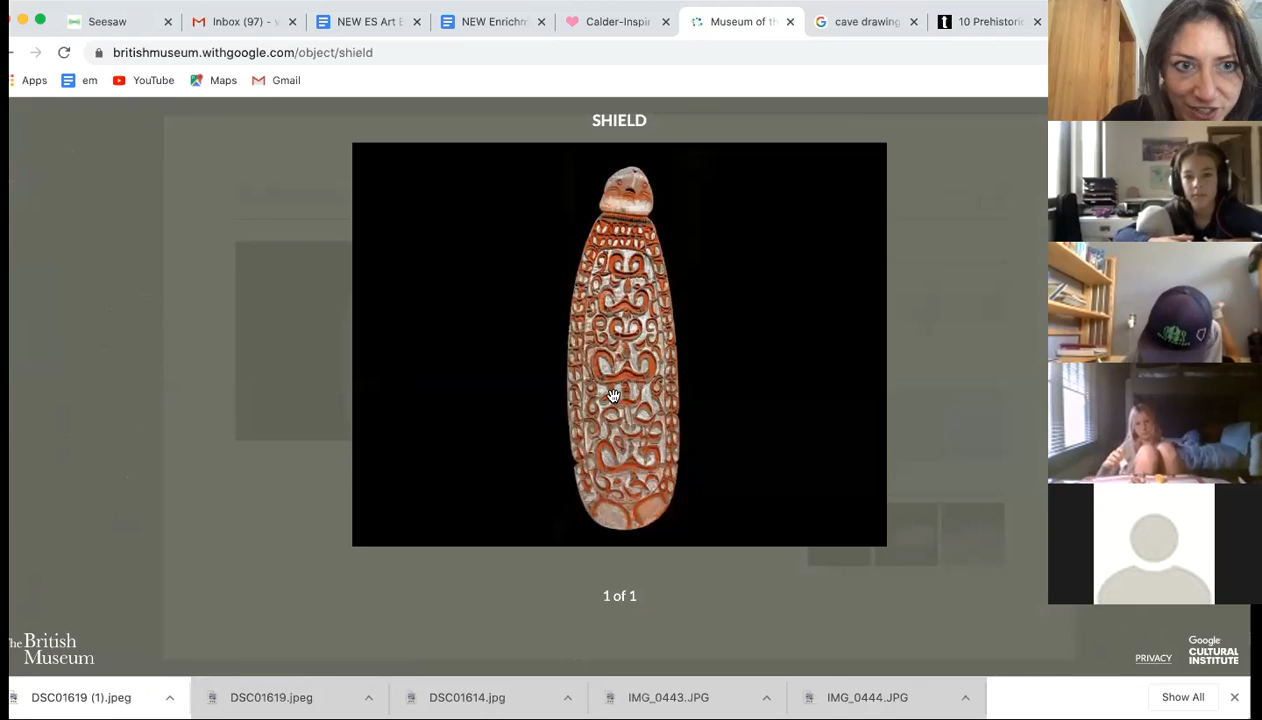 Seesaw
Inbox (97) -
NEW ES Art
NEW Enrichm
Calder-Inspir
Museum of th
cave drawing
10 Prehistoric
britishmuseum.withgoogle.com/object/shield
Apps
em
YouTube
Maps
Gmail
SHIELD
1 of 1
The British
Museum
PRIVACY
Google
CULTURAL
INSTITUTE
DSC01619 (1).jpeg
DSC01619.jpeg
DSC01614.jpg
IMG_0443.JPG
IMG_0444.JPG
Show All